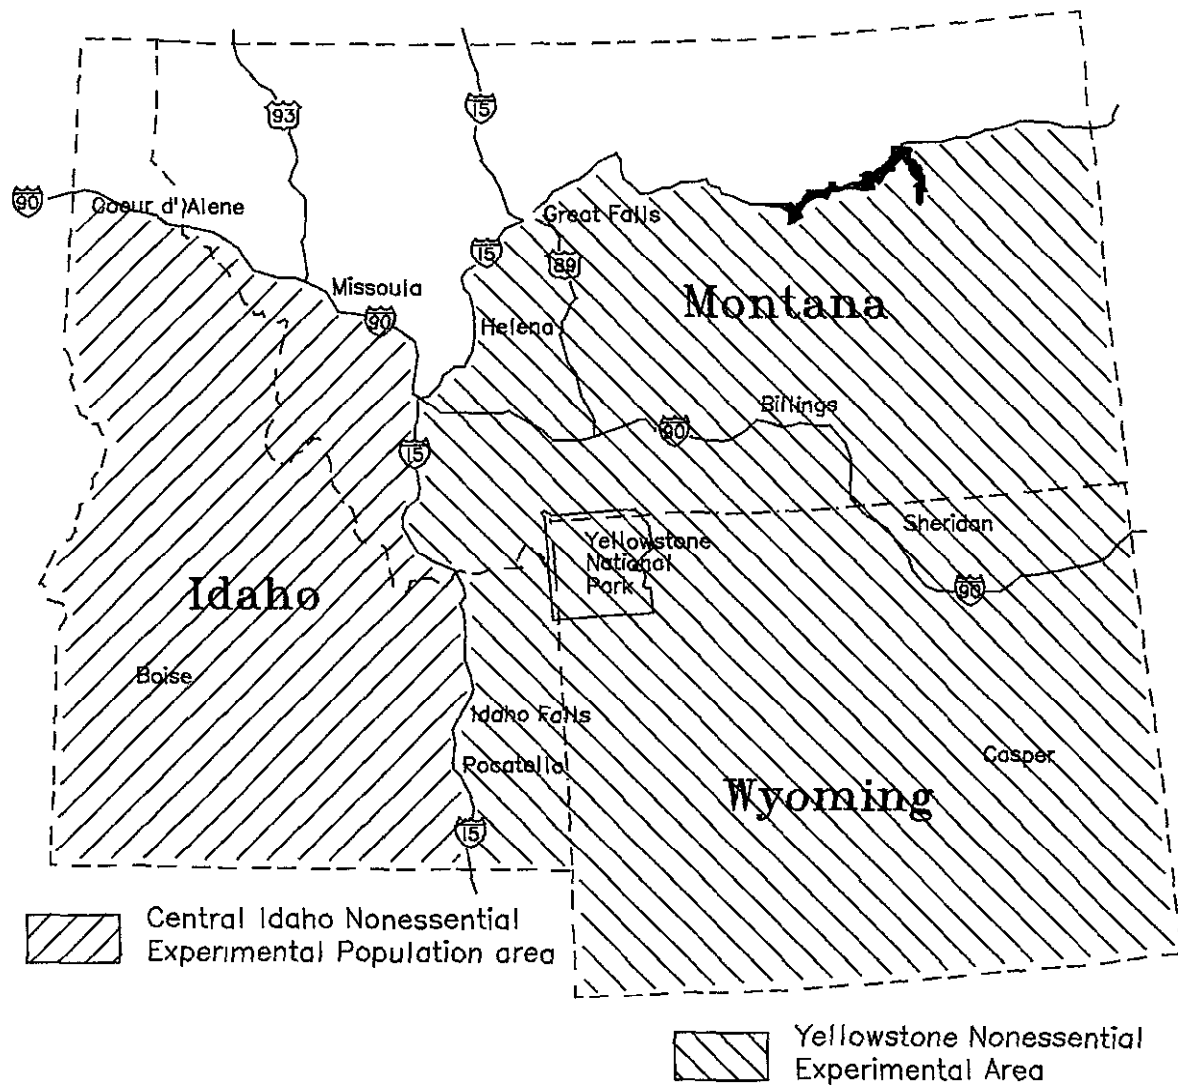 93
15
90
Coeur d'Alene
Great Falls
15
89
Missoula
90
Helena
Montana
Billings
90
15
Sheridan
Yellowstone
National
Park
90
Idaho
Boise
Idaho Falls
Pocatello
Casper
Wyoming
15
Central Idaho Nonessential
Experimental Population area
Yellowstone Nonessential
Experimental Area